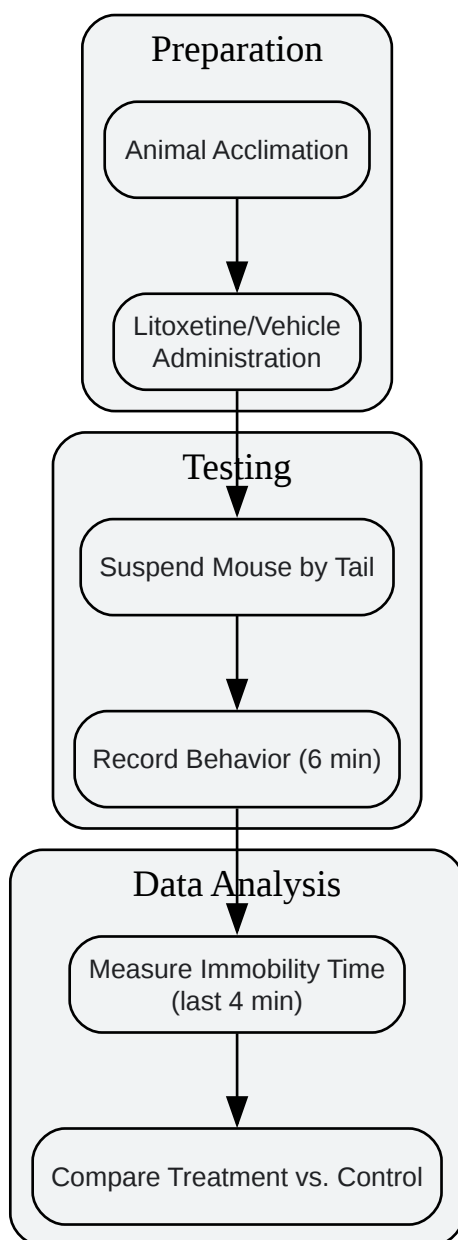 Preparation
Animal Acclimation
Litoxetine/Vehicle
Administration
Testing
Suspend Mouse by Tail
Record Behavior (6 min)
Data Analysis
Measure Immobility Time
(last 4 min)
Compare Treatment vs. Control